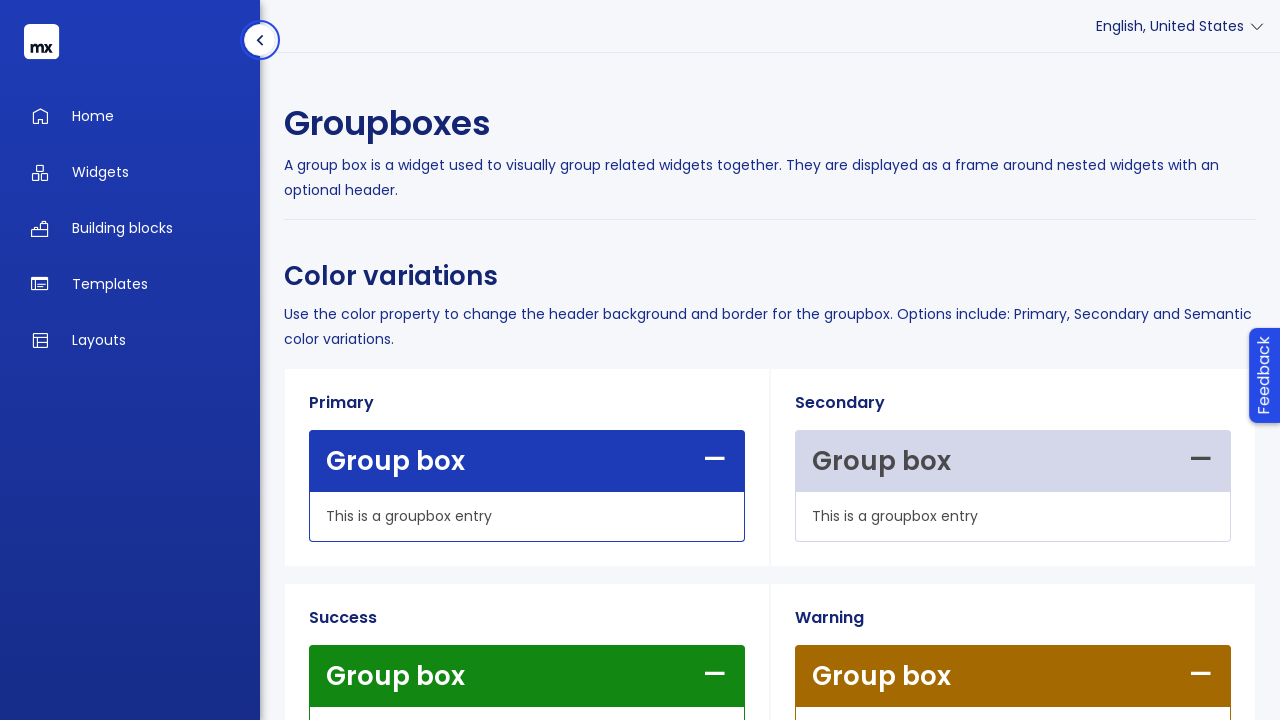 mx
Home
Widgets
Building blocks
Templates
Layouts
English, United States
Groupboxes
A group box is a widget used to visually group related widgets together. They are displayed as a frame around nested widgets with an
optional header.
Color variations
Use the color property to change the header background and border for the groupbox. Options include: Primary, Secondary and Semantic
color variations.
Feedback
Primary
Group box
This is a groupbox entry
Secondary
Group box
This is a groupbox entry
Success
Group box
Warning
Group box